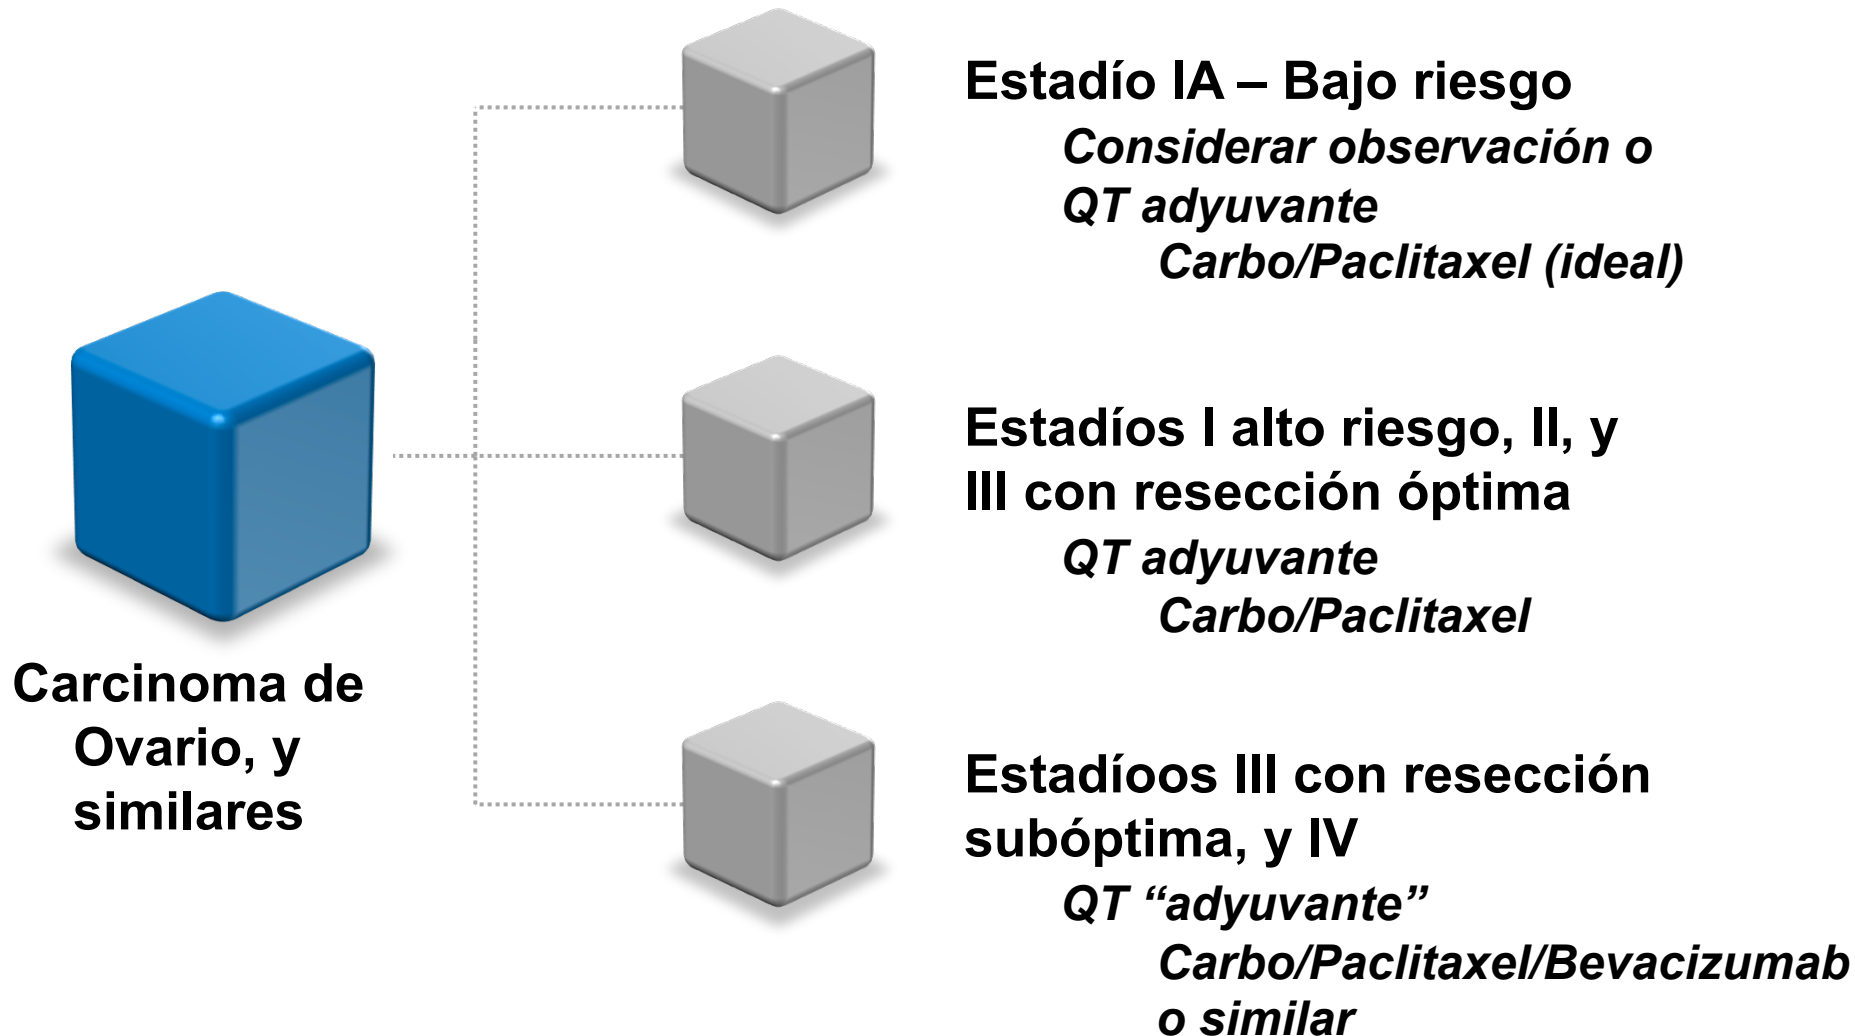 Estadío IA – Bajo riesgo
Considerar observación o
QT adyuvante
Carbo/Paclitaxel (ideal)
Estadíos I alto riesgo, II, y
III con resección óptima
QT adyuvante
Carbo/Paclitaxel
Carcinoma de
Ovario, y
similares
Estadíoos III con resección
subóptima, y IV
QT “adyuvante”
Carbo/Paclitaxel/Bevacizumab
o similar